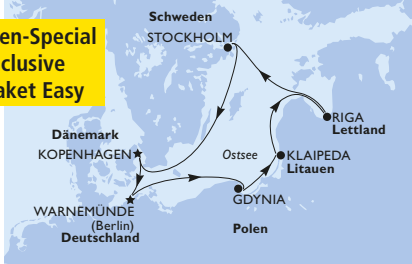 Schweden
STOCKHOLM
en-Special
clusive
aket Easy
RIGA
Lettland
Dänemark
KOPENHAGEN
Ostsee
KLAIPEDA
Litauen
GDYNIA
WARNEMÜNDE
(Berlin)
Deutschland
Polen